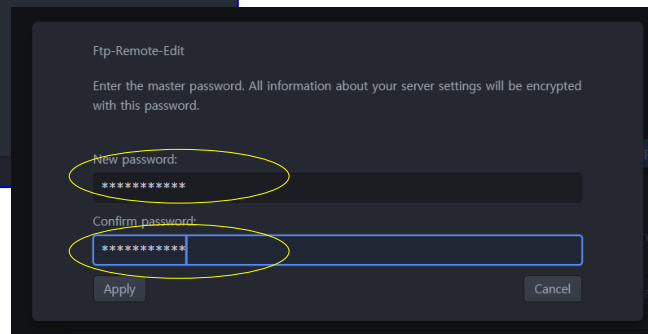 Ftp-Remote-Edit
Enter the master password. All information about your server settings will be encrypted
with this password.
New password:
***********
Confirm password:
***********
Apply
Cancel